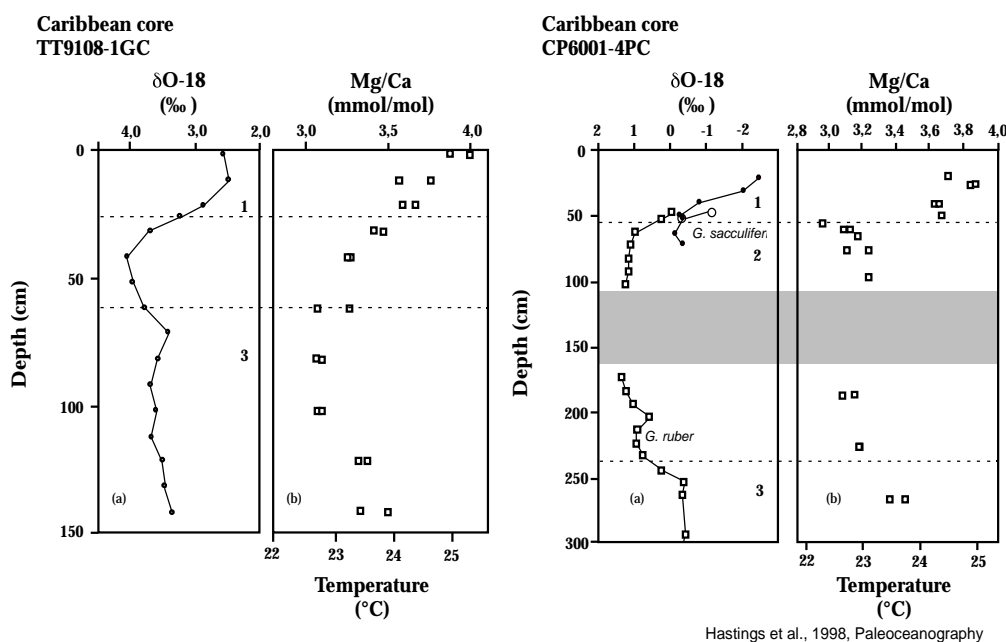 Caribbean core
TT9108-1GC
δO-18
(‰)
4,0 3,0 2,0
Mg/Ca
(mmol/mol)
3,0 3,5 4,0
Depth (cm)
0
50
100
150
1
3
(a)
(b)
22 23 24 25
Temperature
(°C)
Caribbean core
CP6001-4PC
δO-18
(‰)
2 1 0 -1 -2
Mg/Ca
(mmol/mol)
2,8 3,0 3,4 3,6 3,8 4,0
Depth (cm)
0
50
100
150
200
250
300
1
G. sacculifer
2
G. ruber
3
(a)
(b)
22 23 24 25
Temperature
(°C)
Hastings et al., 1998, Paleoceanography